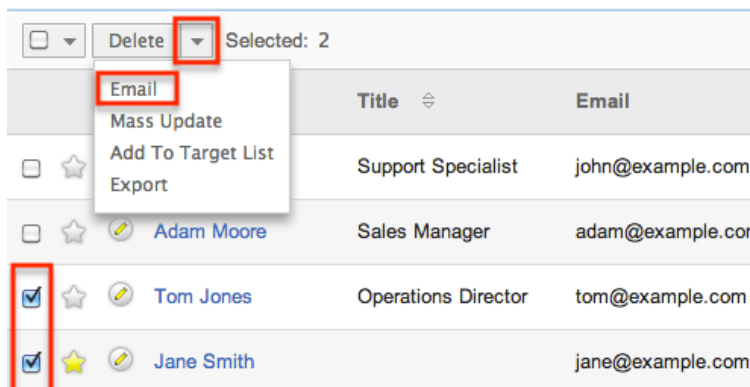 Delete Selected: 2
Email
Mass Update
Add To Target List
Export
Title Email
Support Specialist john@example.com
Adam Moore Sales Manager adam@example.co
Tom Jones Operations Director tom@example.com
Jane Smith jane@example.com